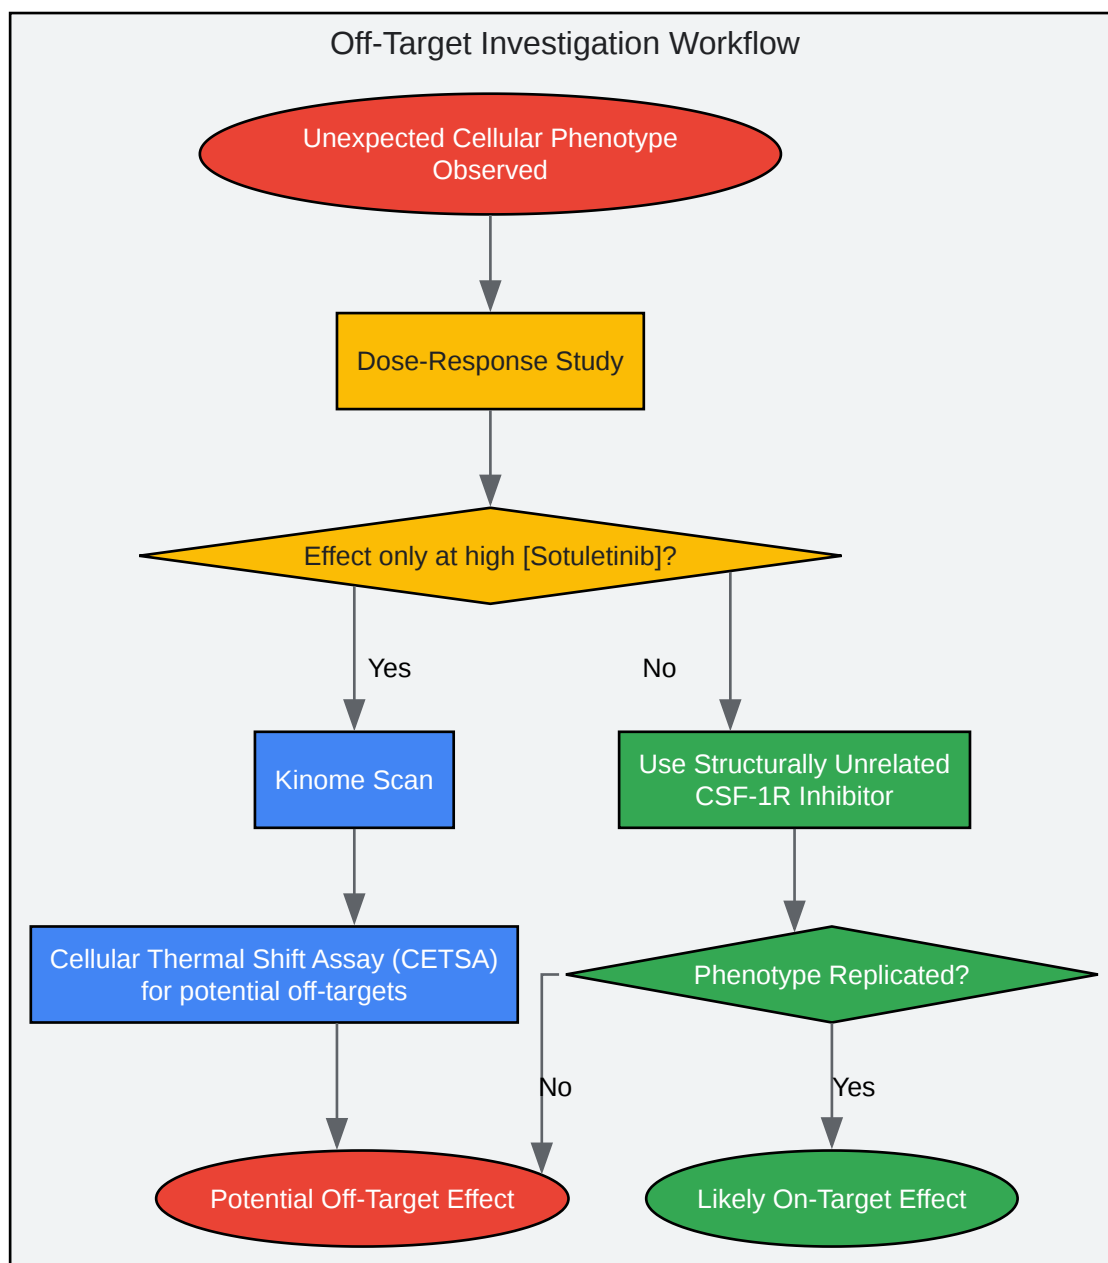 Off-Target Investigation Workflow
Unexpected Cellular Phenotype
Observed
Dose-Response Study
Effect only at high [Sotuletinib]?
Yes
No
Kinome Scan
Use Structurally Unrelated
CSF-1R Inhibitor
Cellular Thermal Shift Assay (CETSA)
for potential off-targets
Phenotype Replicated?
No
Yes
Potential Off-Target Effect
Likely On-Target Effect